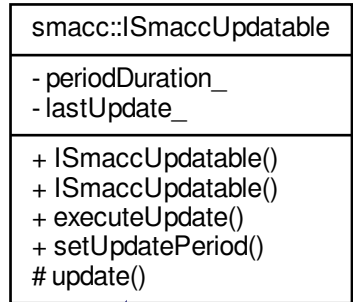 smacc::ISmaccUpdatable
- periodDuration_
- lastUpdate_
+ ISmaccUpdatable()
+ ISmaccUpdatable()
+ executeUpdate()
+ setUpdatePeriod()
# update()